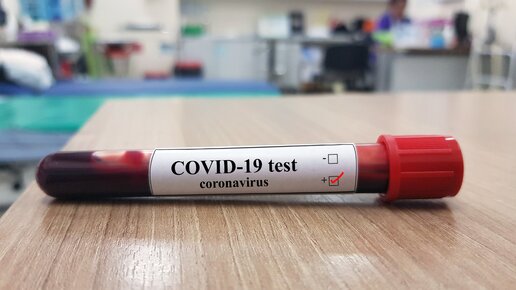 COVID-19 test
coronavirus
-
+